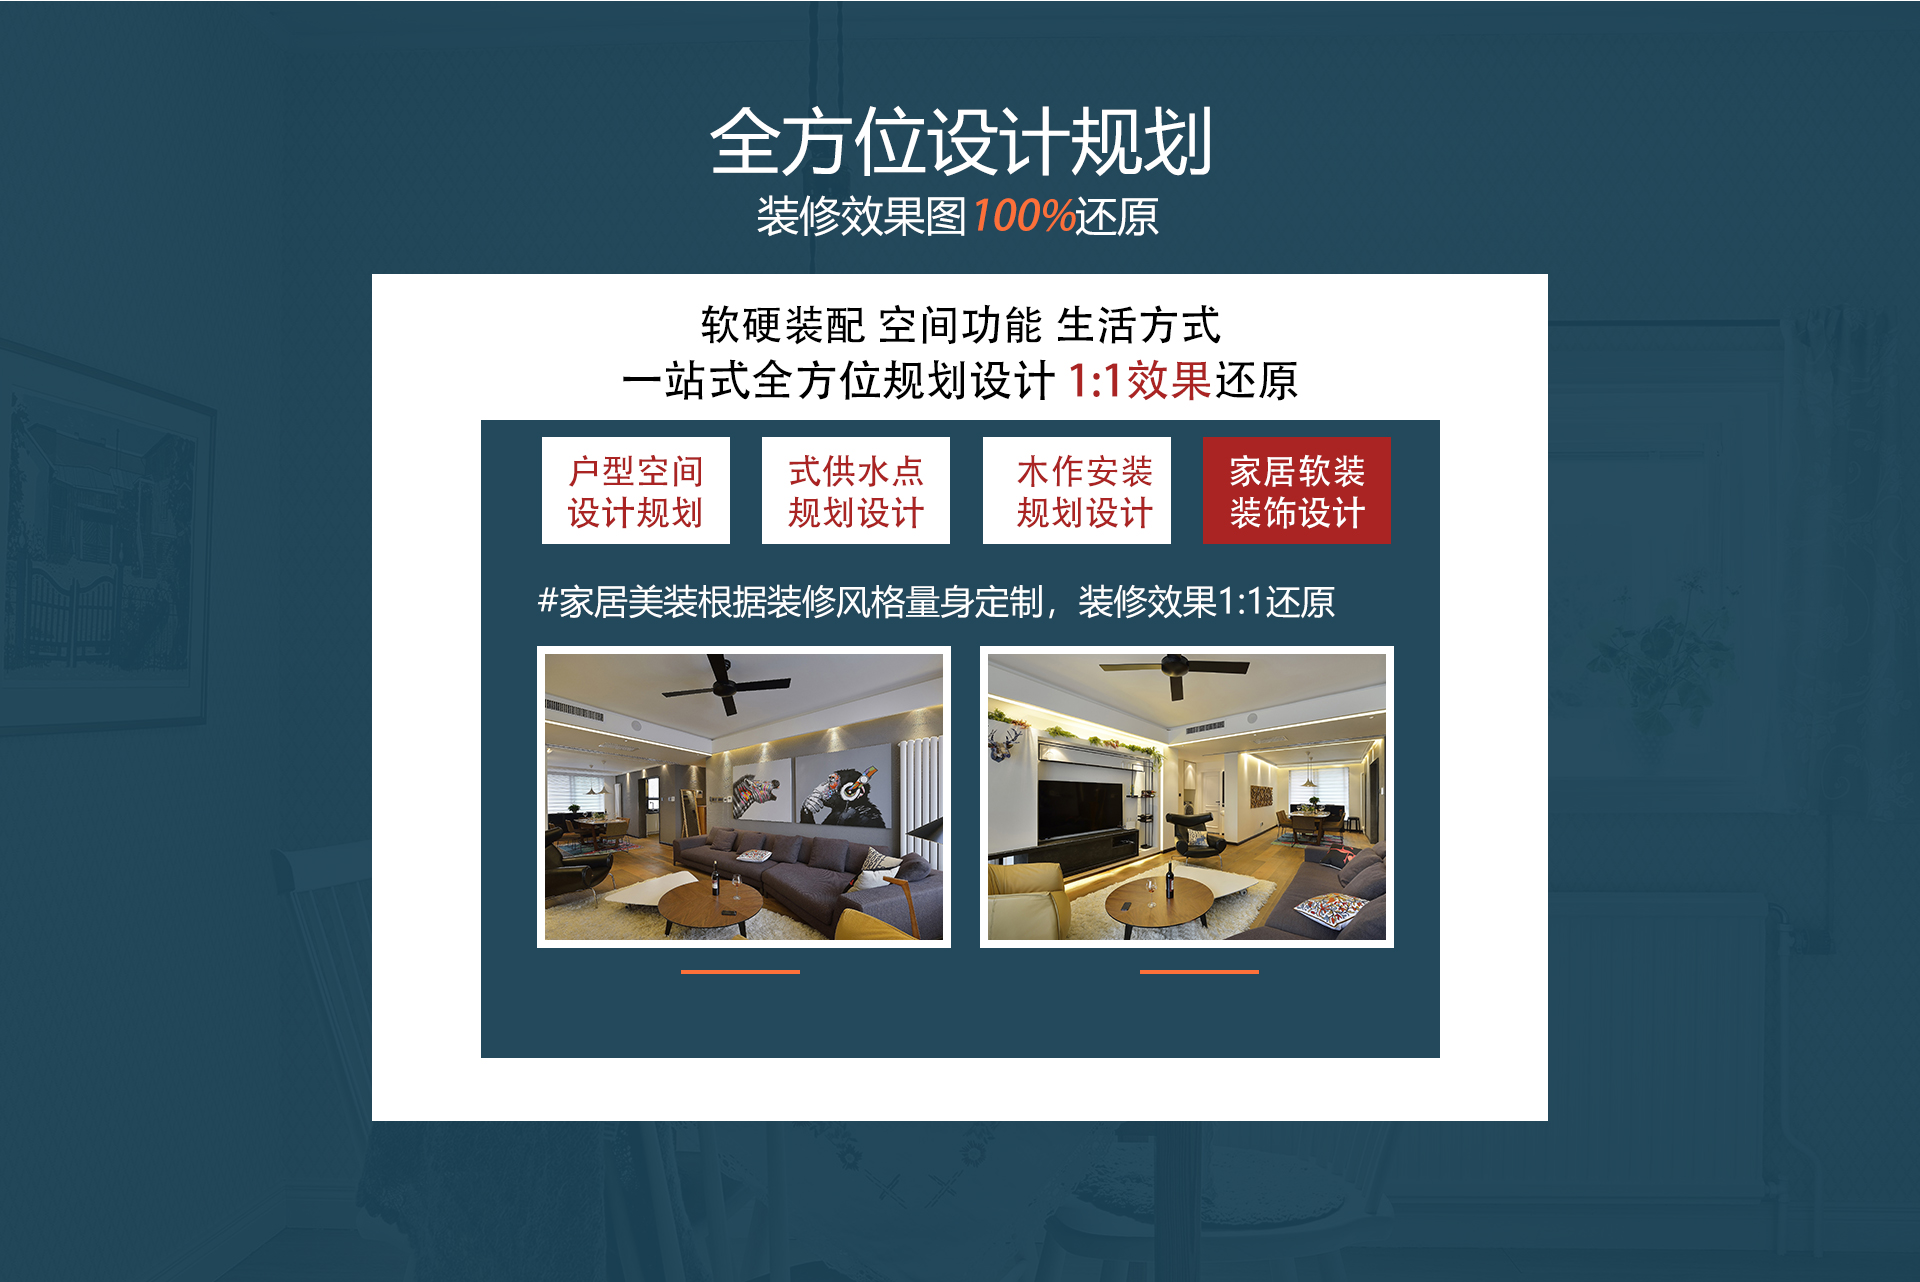 全方位设计规划
装修效果图100%还原
软硬装配 空间功能 生活方式
一站式全方位规划设计 1:1效果还原
户型空间
设计规划
式供水点
规划设计
木作安装
规划设计
家居软装
装饰设计
#家居美装根据装修风格量身定制，装修效果1:1还原